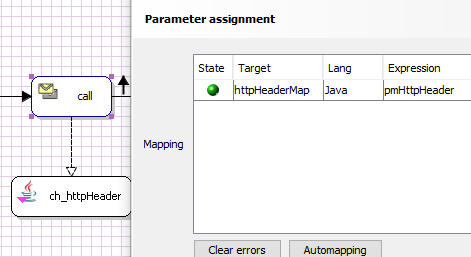 Parameter assignment
State Target Lang Expression
httpHeaderMap Java pmHttpHeader
call
Mapping
ch_httpHeader
Clear errors Automapping